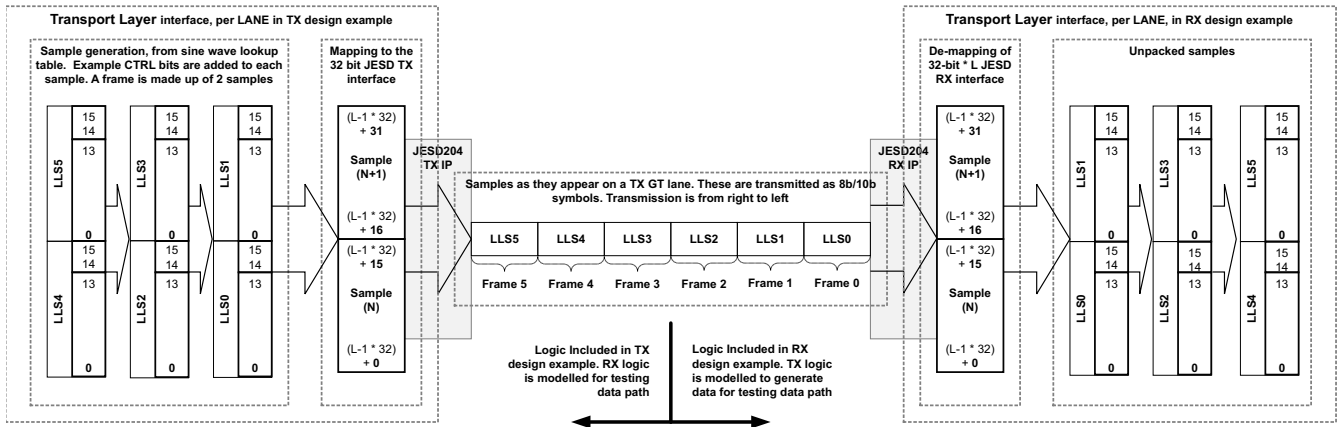 Transport Layer interface, per LANE in TX design example
Sample generation, from sine wave lookup
table. Example CTRL bits are added to each
sample. A frame is made up of 2 samples
LLS5
15
14
13
0
LLS4
15
14
13
0
LLS3
15
14
13
0
LLS2
15
14
13
0
LLS1
15
14
13
0
LLS0
15
14
13
0
Mapping to the
32 bit JESD TX
interface
(L-1 * 32)
+ 31
Sample
(N+1)
(L-1 * 32)
+ 16
(L-1 * 32)
+ 15
Sample
(N)
(L-1 * 32)
+ 0
JESD204
TX IP
Samples as they appear on a TX GT lane. These are transmitted as 8b/10b
symbols. Transmission is from right to left
LLS5 LLS4 LLS3 LLS2 LLS1 LLS0
Frame 5 Frame 4 Frame 3 Frame 2 Frame 1 Frame 0
Logic Included in TX
design example. RX logic
is modelled for testing
data path
Logic Included in RX
design example. TX logic
is modelled to generate
data for testing data path
JESD204
RX IP
Transport Layer interface, per LANE, in RX design example
De-mapping of
32-bit * L JESD
RX interface
(L-1 * 32)
+ 31
Sample
(N+1)
(L-1 * 32)
+ 16
(L-1 * 32)
+ 15
Sample
(N)
(L-1 * 32)
+ 0
Unpacked samples
LLS1
15
14
13
0
LLS0
15
14
13
0
LLS3
15
14
13
0
LLS2
15
14
13
0
LLS5
15
14
13
0
LLS4
15
14
13
0